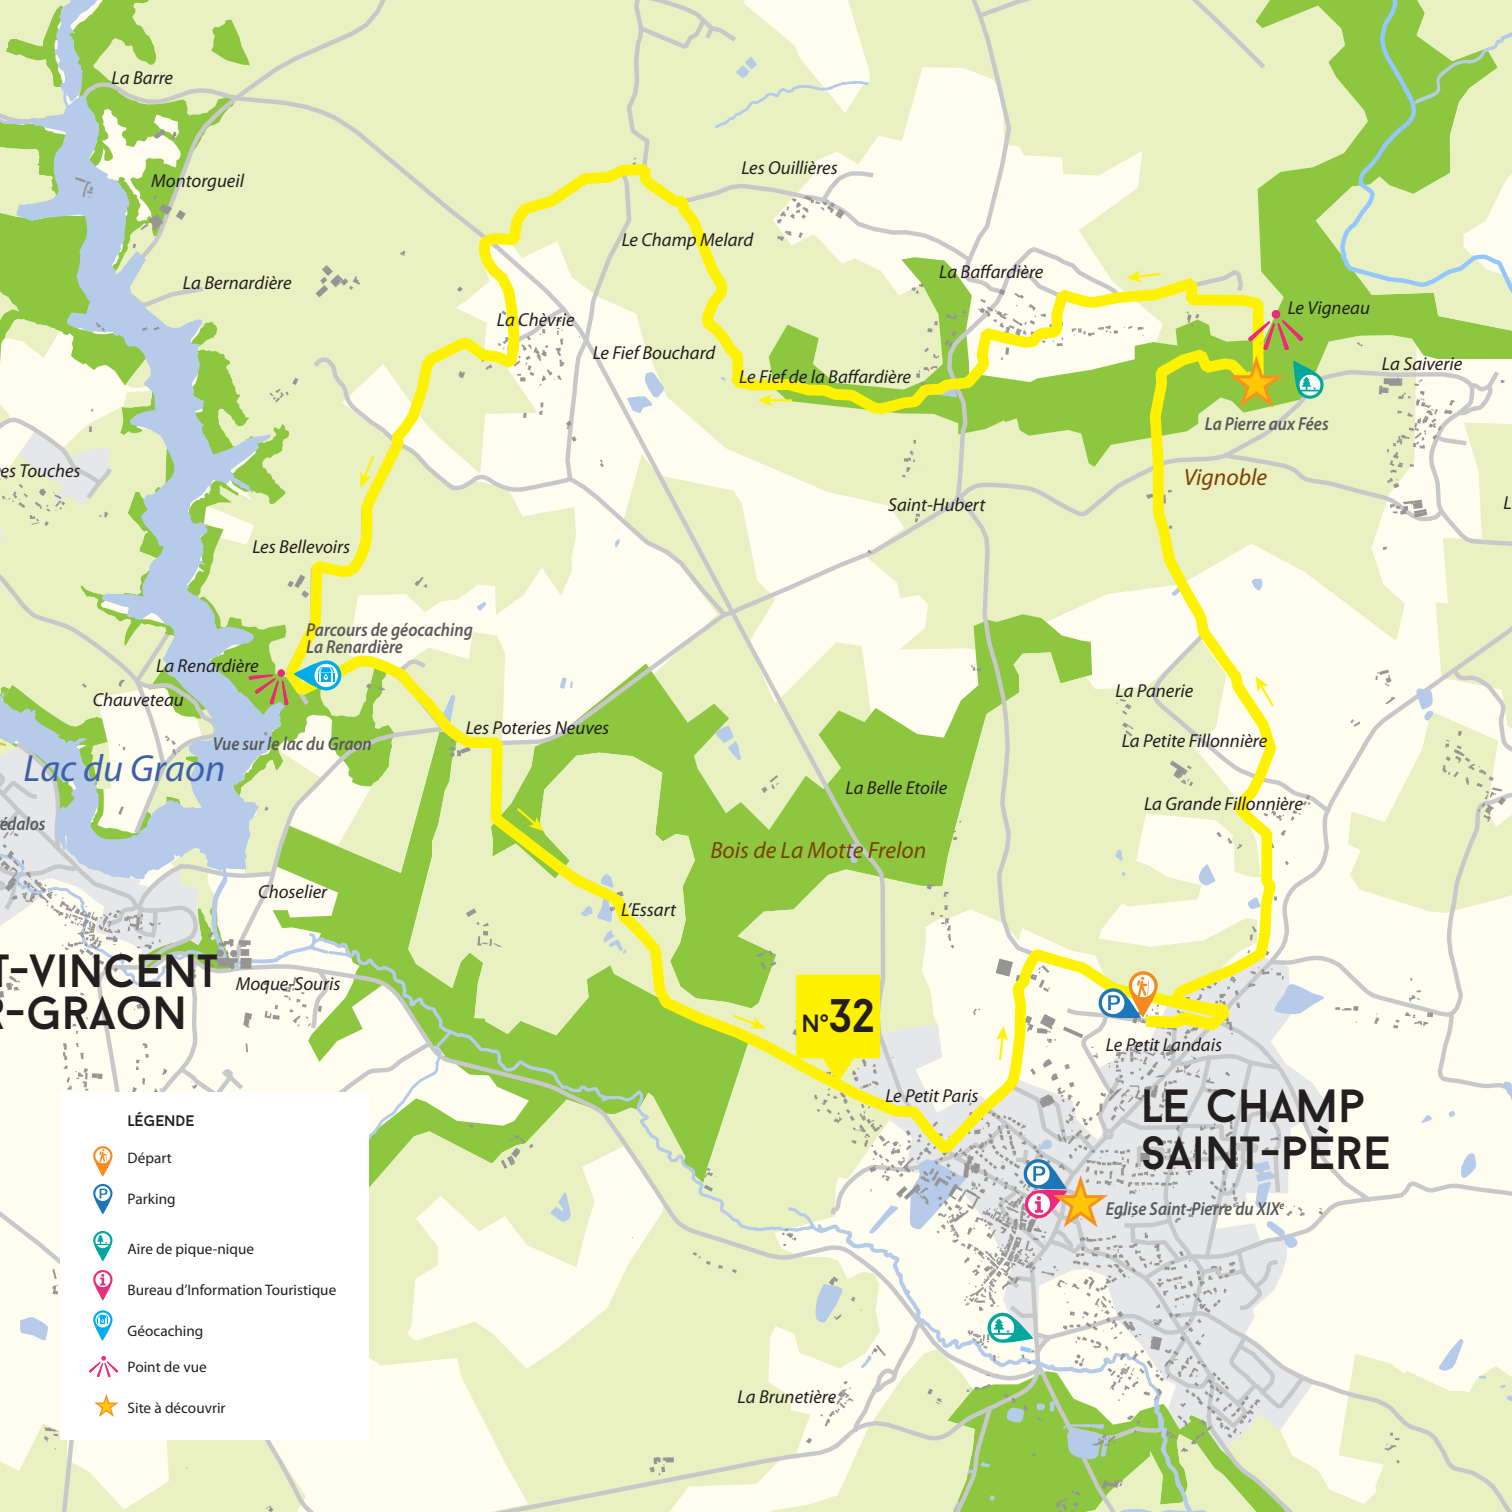 La Barre
Les Ouillières
Montorgueil
Le Champ Melard
La Baffardière
La Bernardière
Le Vigneau
La Chèvrie
Le Fief Bouchard
La Saiverie
Le Fief de la Baffardière
La Pierre aux Fées
es Touches
Vignoble
Saint-Hubert
L
Les Bellevoirs
Parcours de géocaching
La Renardière
La Renardière
Chauveteau
La Panerie
Les Poteries Neuves
Vue sur le lac du Graon
La Petite Fillonnière
Lac du Graon
La Belle Etoile
La Grande Fillonnière
édalos
Bois de La Motte Frelon
Choselier
L'Essart
T-VINCENT
R-GRAON
Moque-Souris
N°32
P
Le Petit Landais
Le Petit Paris
LE CHAMP
SAINT-PÈRE
P
i
Eglise Saint-Pierre du XIXe
La Brunetière
LÉGENDE
Départ
P Parking
Aire de pique-nique
i Bureau d'Information Touristique
Géocaching
Point de vue
Site à découvrir